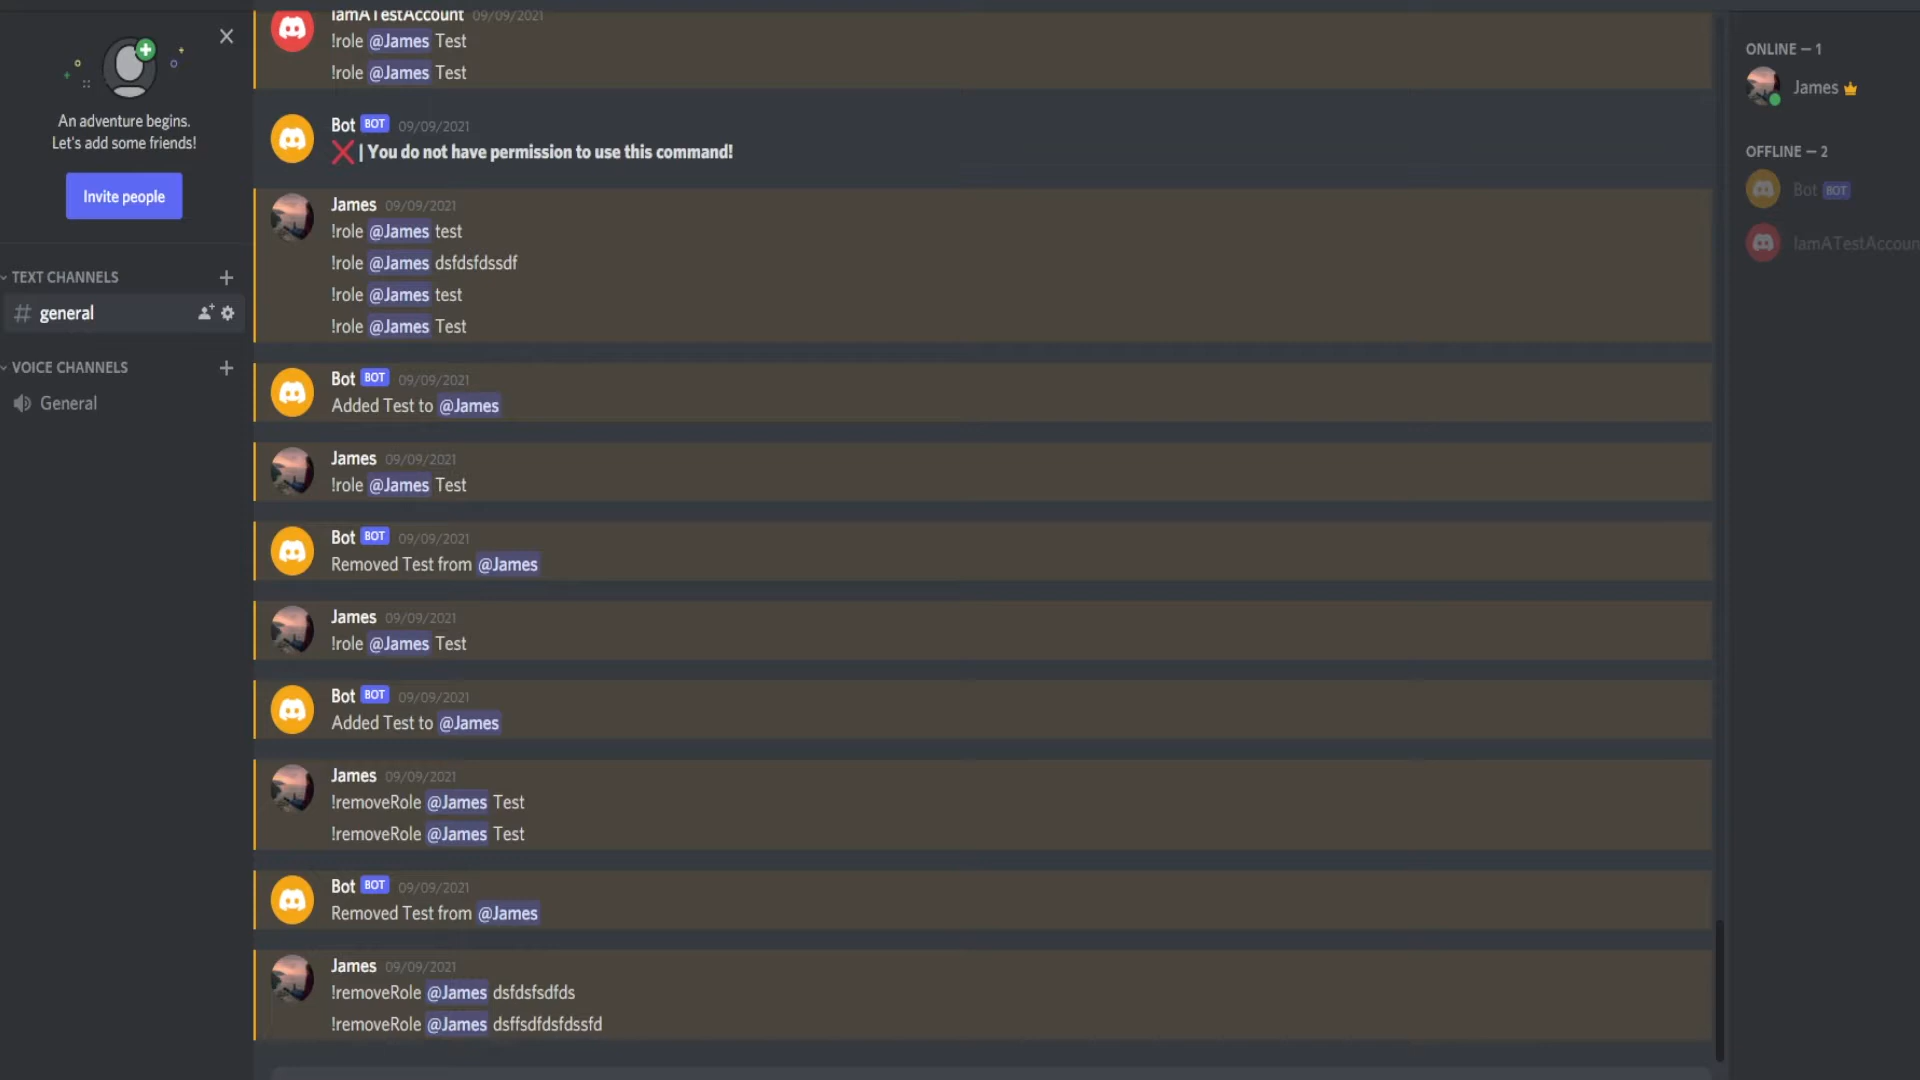 An adventure begins.
Let's add some friends!
Invite people
TEXT CHANNELS
general
VOICE CHANNELS
General
IamATestAccount 09/09/2021
!role @James Test
!role @James Test
Bot BOT 09/09/2021
❌ | You do not have permission to use this command!
James 09/09/2021
!role @James test
!role @James dsfdsfdssdf
!role @James test
!role @James Test
Bot BOT 09/09/2021
Added Test to @James
James 09/09/2021
!role @James Test
Bot BOT 09/09/2021
Removed Test from @James
James 09/09/2021
!role @James Test
Bot BOT 09/09/2021
Added Test to @James
James 09/09/2021
!removeRole @James Test
!removeRole @James Test
Bot BOT 09/09/2021
Removed Test from @James
James 09/09/2021
!removeRole @James dsfdsfsdfds
!removeRole @James dsffsdfdsfdssfd
ONLINE — 1
James
OFFLINE — 2
Bot BOT
IamATestAccoun